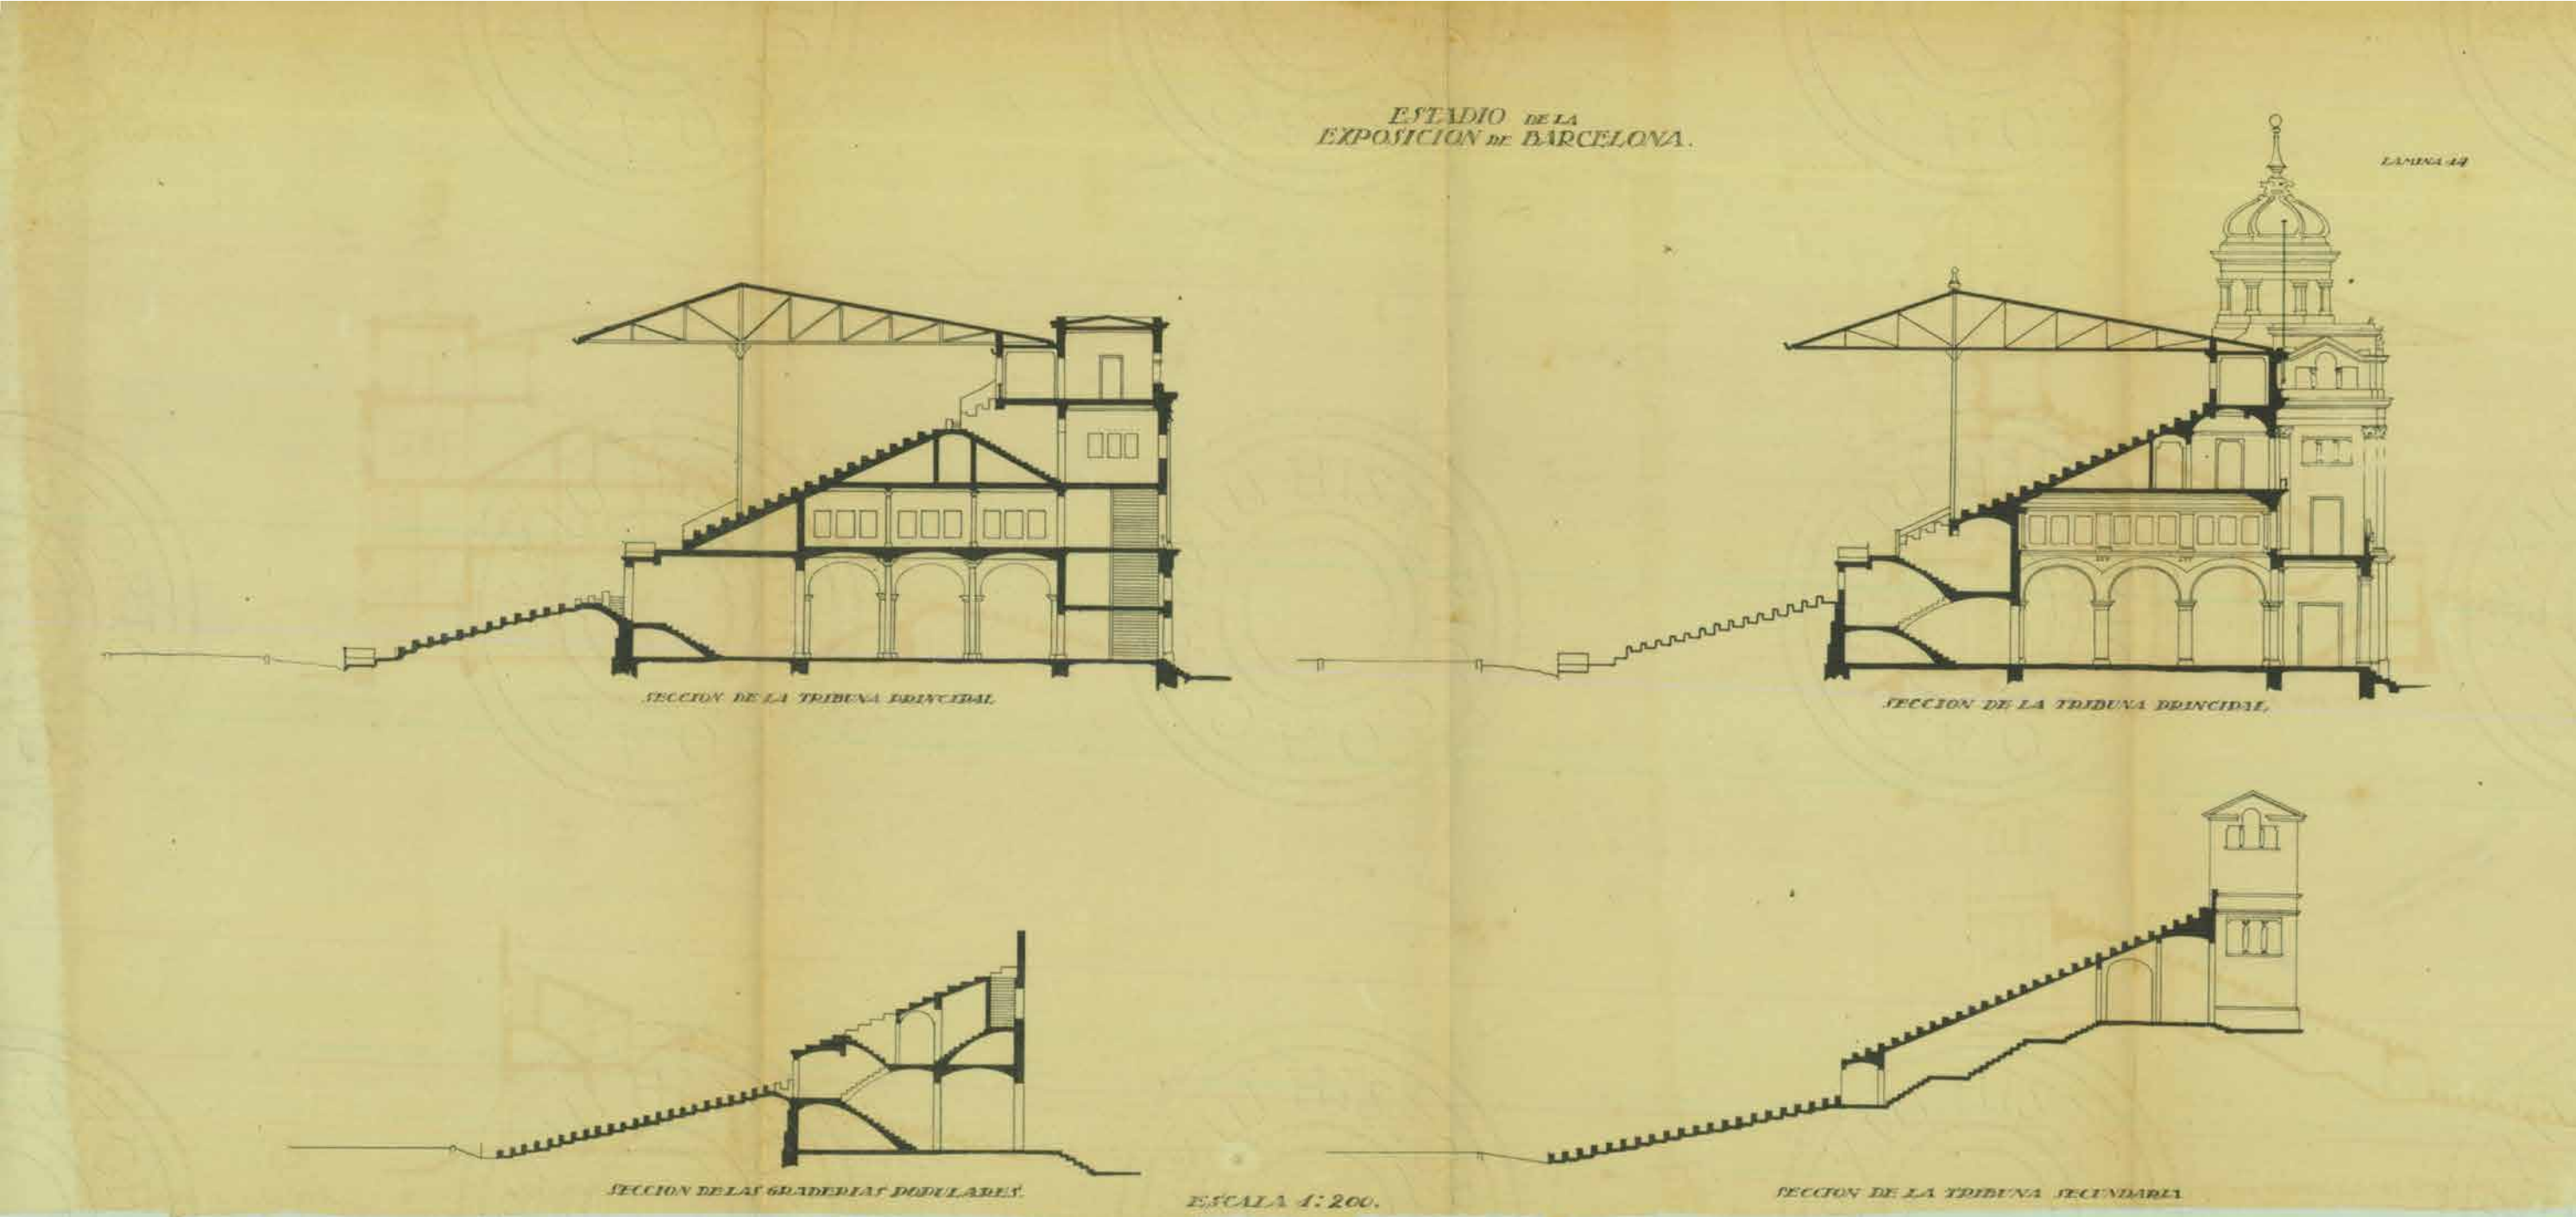 ESTADIO DE LA
EXPOSICION DE BARCELONA.
LAMINA 14
SECCION DE LA TRIBUNA PRINCIPAL
SECCION DE LA TRIBUNA PRINCIPAL
SECCION DE LAS GRADERIAS POPULARES.
SECCION DE LA TRIBUNA SECUNDARIA
ESCALA 1:200.